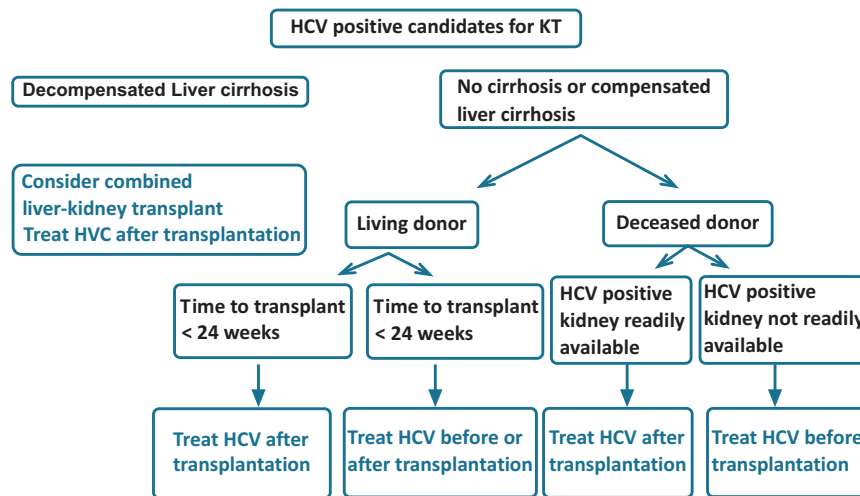 HCV positive candidates for KT
Decompensated Liver cirrhosis
No cirrhosis or compensated
liver cirrhosis
Consider combined
liver-kidney transplant
Treat HVC after transplantation
Living donor
Deceased donor
Time to transplant
< 24 weeks
Time to transplant
< 24 weeks
HCV positive
kidney readily
available
HCV positive
kidney not readily
available
Treat HCV after
transplantation
Treat HCV before or
after transplantation
Treat HCV after
transplantation
Treat HCV before
transplantation